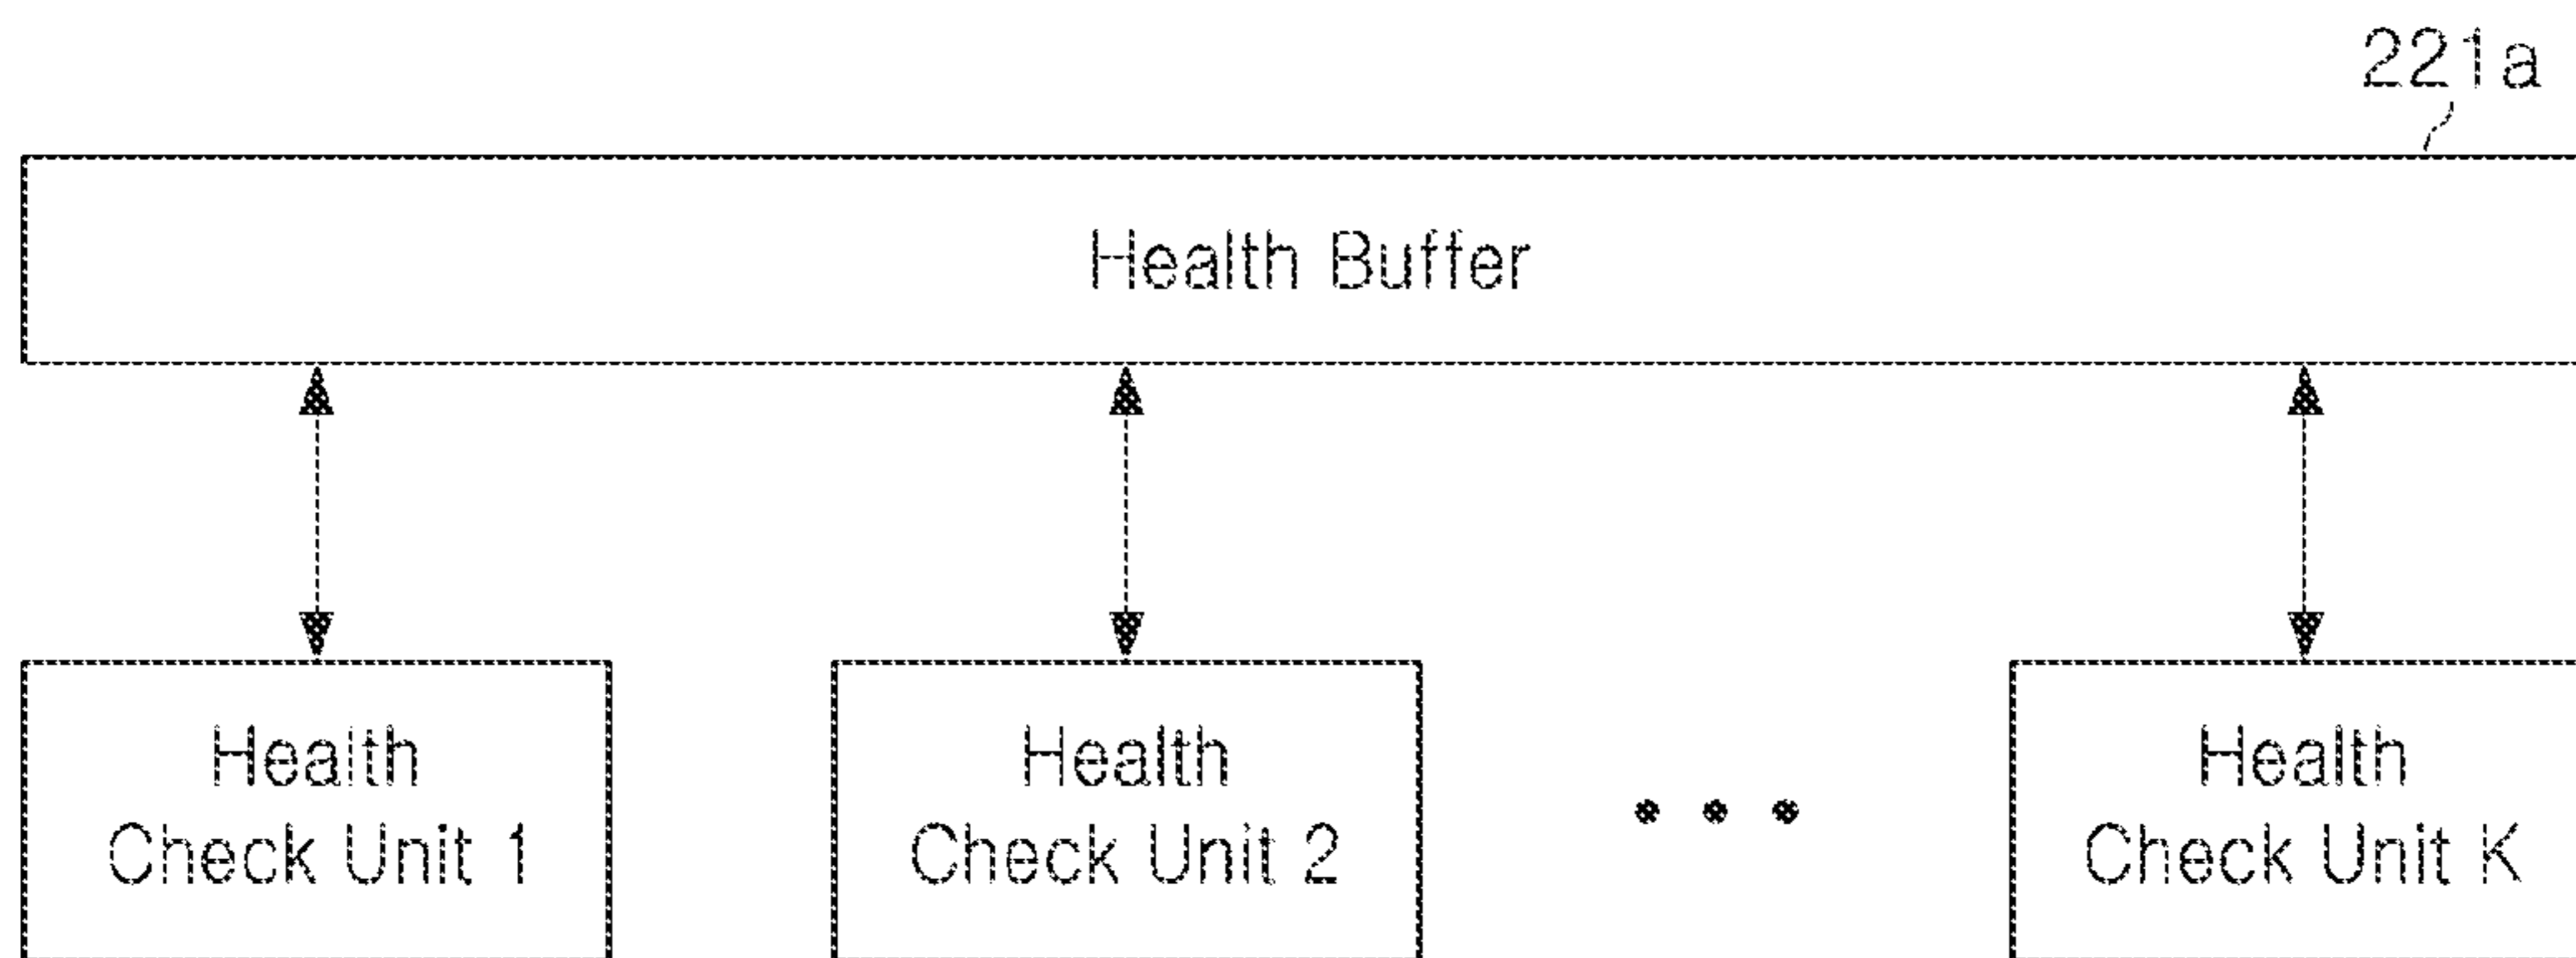 221a
Health Buffer
Health
Check Unit 1
Health
Check Unit 2
• • •
Health
Check Unit K